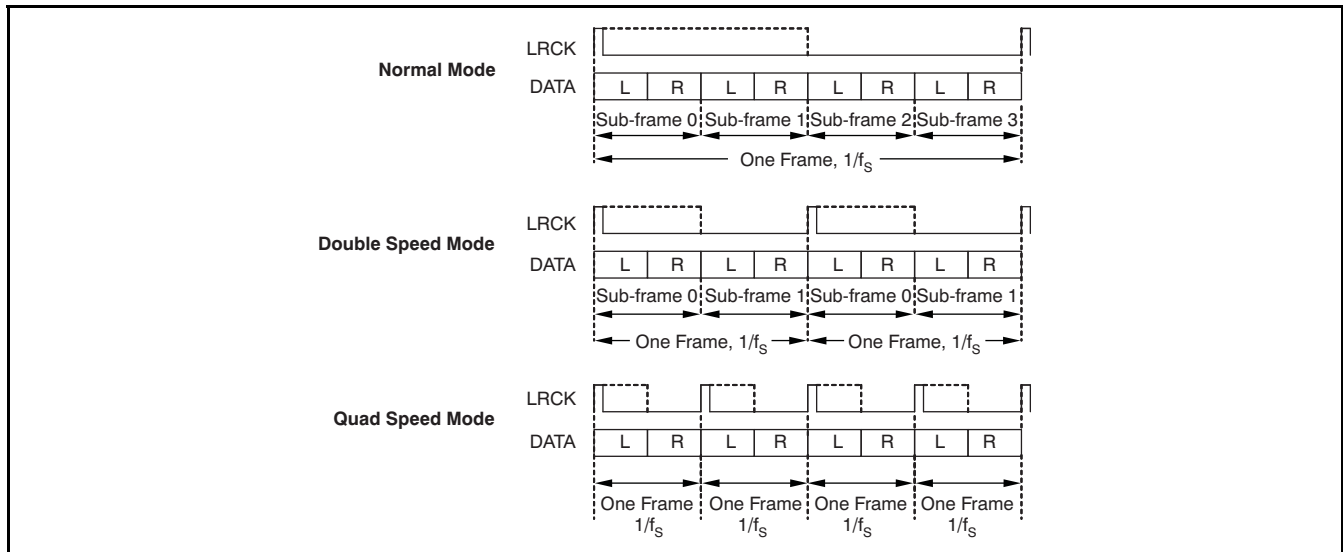 LRCK
Normal Mode
DATA L R L R L R L R
Sub-frame 0 Sub-frame 1 Sub-frame 2 Sub-frame 3
One Frame, 1/fS
LRCK
Double Speed Mode
DATA L R L R L R L R
Sub-frame 0 Sub-frame 1 Sub-frame 0 Sub-frame 1
One Frame, 1/fS One Frame, 1/fS
LRCK
Quad Speed Mode
DATA L R L R L R L R
One Frame One Frame One Frame One Frame
1/fS 1/fS 1/fS 1/fS